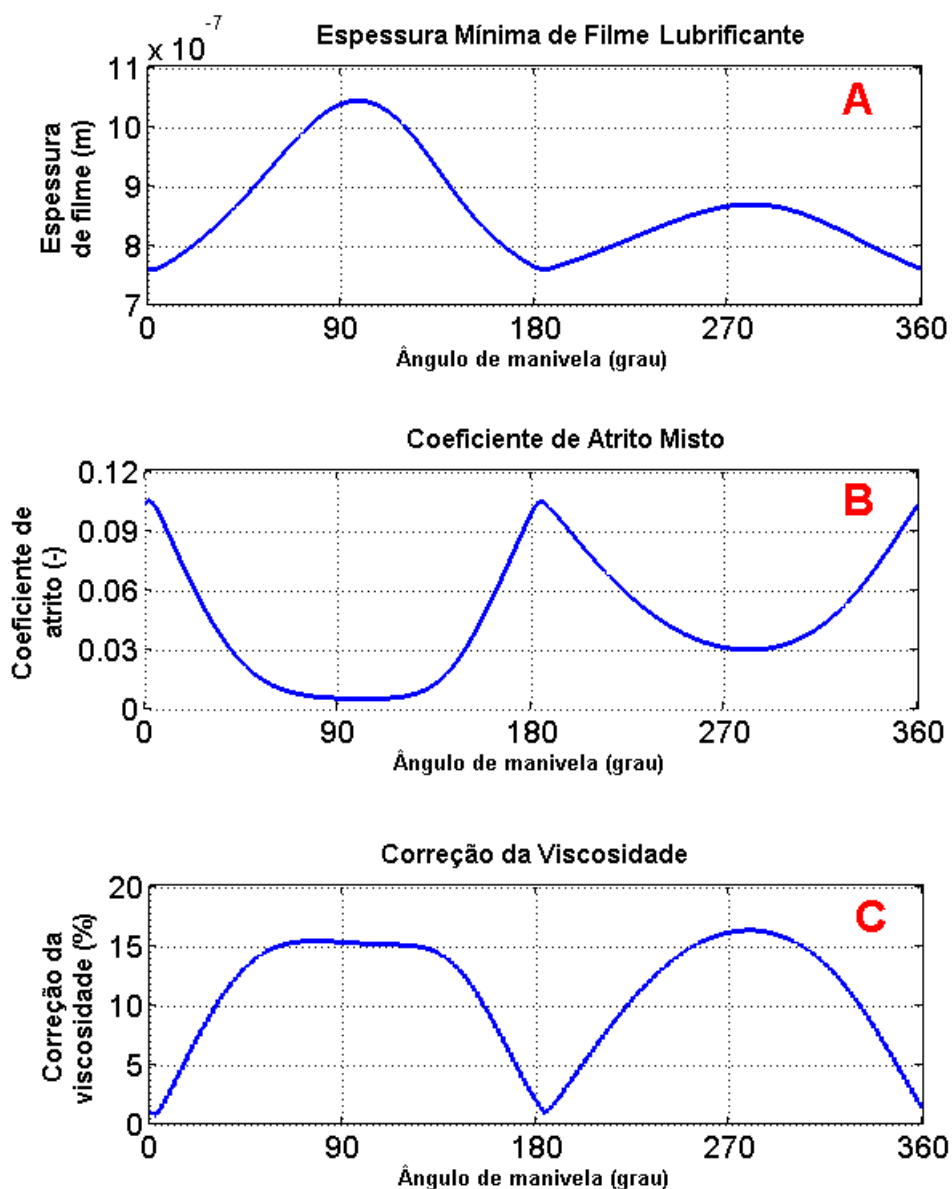 x 10-7
Espessura Mínima de Filme Lubrificante
A
11
10
9
8
7
Espessura
de filme (m)
0 90 180 270 360
Ângulo de manivela (grau)
Coeficiente de Atrito Misto
B
0.12
0.09
0.06
0.03
0
Coeficiente de
atrito (-)
0 90 180 270 360
Ângulo de manivela (grau)
Correção da Viscosidade
C
20
15
10
5
0
Correção da
viscosidade (%)
0 90 180 270 360
Ângulo de manivela (grau)